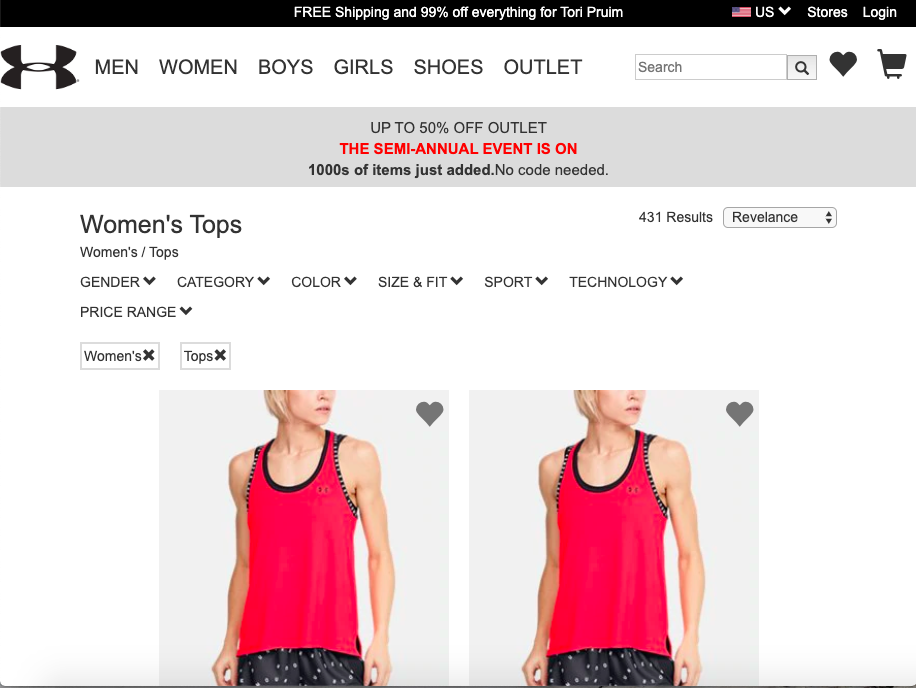 FREE Shipping and 99% off everything for Tori Pruim
US Stores Login
MEN WOMEN BOYS GIRLS SHOES OUTLET
Search
UP TO 50% OFF OUTLET
THE SEMI-ANNUAL EVENT IS ON
1000s of items just added.No code needed.
Women's Tops
431 Results Revelance
Women's / Tops
GENDER CATEGORY COLOR SIZE & FIT SPORT TECHNOLOGY
PRICE RANGE
Women's Tops